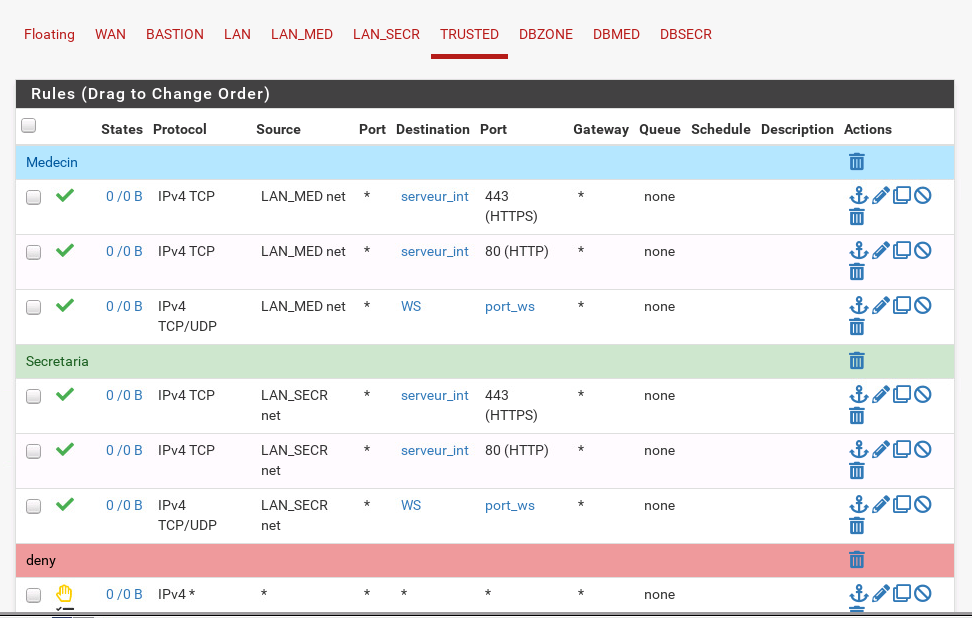 Floating WAN BASTION LAN LAN_MED LAN_SECR TRUSTED DBZONE DBMED DBSECR
Rules (Drag to Change Order)
States Protocol Source Port Destination Port Gateway Queue Schedule Description Actions
Medecin
0 /0 B IPv4 TCP LAN_MED net * serveur_int 443 * none
(HTTPS)
0 /0 B IPv4 TCP LAN_MED net * serveur_int 80 (HTTP) * none
0 /0 B IPv4 LAN_MED net * WS port_ws * none
TCP/UDP
Secretaria
0 /0 B IPv4 TCP LAN_SECR * serveur_int 443 * none
net (HTTPS)
0 /0 B IPv4 TCP LAN_SECR * serveur_int 80 (HTTP) * none
net
0 /0 B IPv4 LAN_SECR * WS port_ws * none
TCP/UDP net
deny
0 /0 B IPv4 * * * * * * none